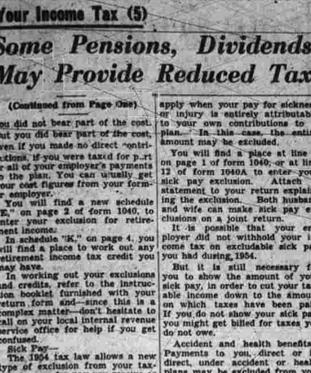 Your Income Tax (5)
Some Pensions, Dividends
May Provide Reduced Tax
(Continued from Page One)
you did not bear part of the cost.
but you did bear part of the cost,
even if you made no direct contri-
butions, if you were taxed for part
or all of your employer's payments
in the plan. You can usually get
your cost figures from your form-
er employer.
You will find a new schedule
"K," on page 2 of form 1040, to
enter your exclusion for retire-
ment income.
In schedule "K," on page 4, you
will find a place to work out any
retirement income tax credit you
may have.
In working out your exclusions
and credits, refer to the instruc-
tion booklet furnished with your
return form and—since this is a
complex matter—don't hesitate to
call on your local internal revenue
service office for help if you get
confused.
Sick Pay—
The 1954 tax law allows a new
type of exclusion from your tax-
apply when your pay for sickness
or injury is entirely attributable
to your own contributions to
plan. In this case, the entire
amount may be excluded.
You will find a place at line
on page 1 of form 1040, or at line
12 of form 1040A to enter your
sick pay exclusion. Attach
statement to your return explain-
ing the exclusion. Both husband
and wife can make sick pay ex-
clusions on a joint return.
It is possible that your em-
ployer did not withhold your in-
come tax on excludable sick pay
you had during 1954.
But it is still necessary for
you to show the amount of your
sick pay, in order to cut your tax-
able income down to the amount
on which taxes have been paid.
If you do not show your sick pay
you might get billed for taxes you
do not owe.
Accident and health benefits
Payments to you, direct or in-
direct, under accident or health
plans may be excluded from